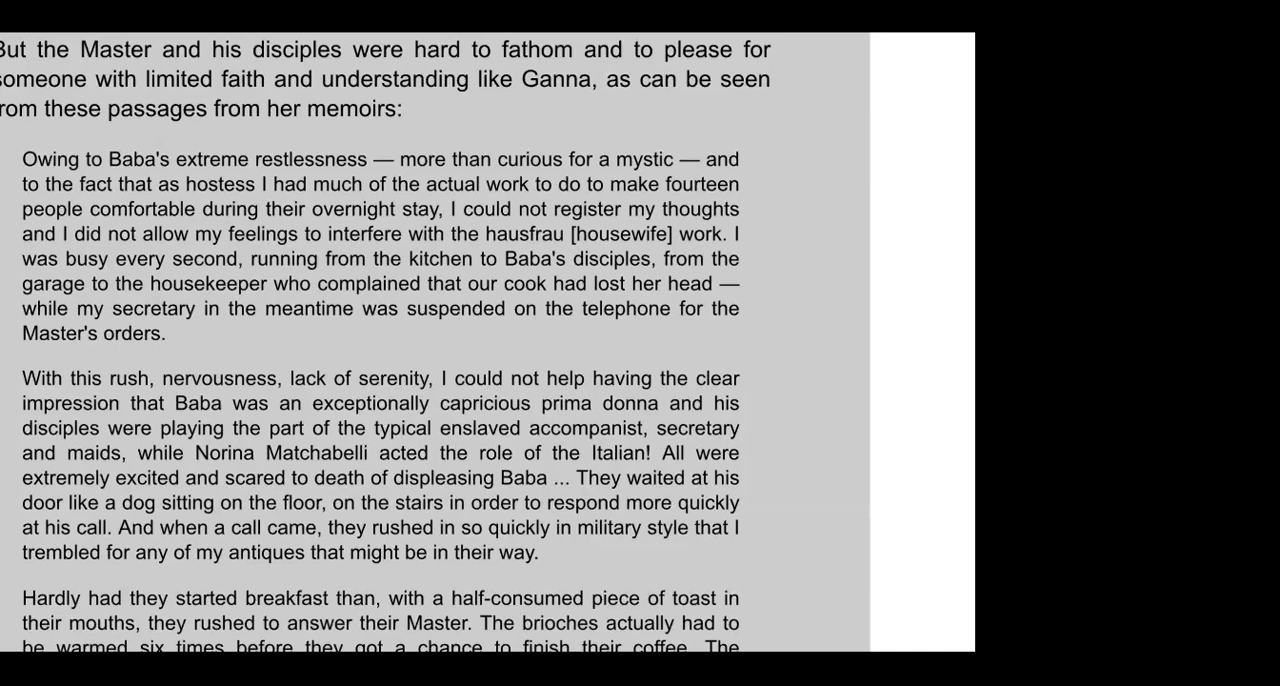 But the Master and his disciples were hard to fathom and to please for
someone with limited faith and understanding like Ganna, as can be seen
from these passages from her memoirs:
Owing to Baba's extreme restlessness — more than curious for a mystic — and
to the fact that as hostess I had much of the actual work to do to make fourteen
people comfortable during their overnight stay, I could not register my thoughts
and I did not allow my feelings to interfere with the hausfrau [housewife] work. I
was busy every second, running from the kitchen to Baba's disciples, from the
garage to the housekeeper who complained that our cook had lost her head —
while my secretary in the meantime was suspended on the telephone for the
Master's orders.
With this rush, nervousness, lack of serenity, I could not help having the clear
impression that Baba was an exceptionally capricious prima donna and his
disciples were playing the part of the typical enslaved accompanist, secretary
and maids, while Norina Matchabelli acted the role of the Italian! All were
extremely excited and scared to death of displeasing Baba ... They waited at his
door like a dog sitting on the floor, on the stairs in order to respond more quickly
at his call. And when a call came, they rushed in so quickly in military style that I
trembled for any of my antiques that might be in their way.
Hardly had they started breakfast than, with a half-consumed piece of toast in
their mouths, they rushed to answer their Master. The brioches actually had to
be warmed six times before they got a chance to finish their coffee. The